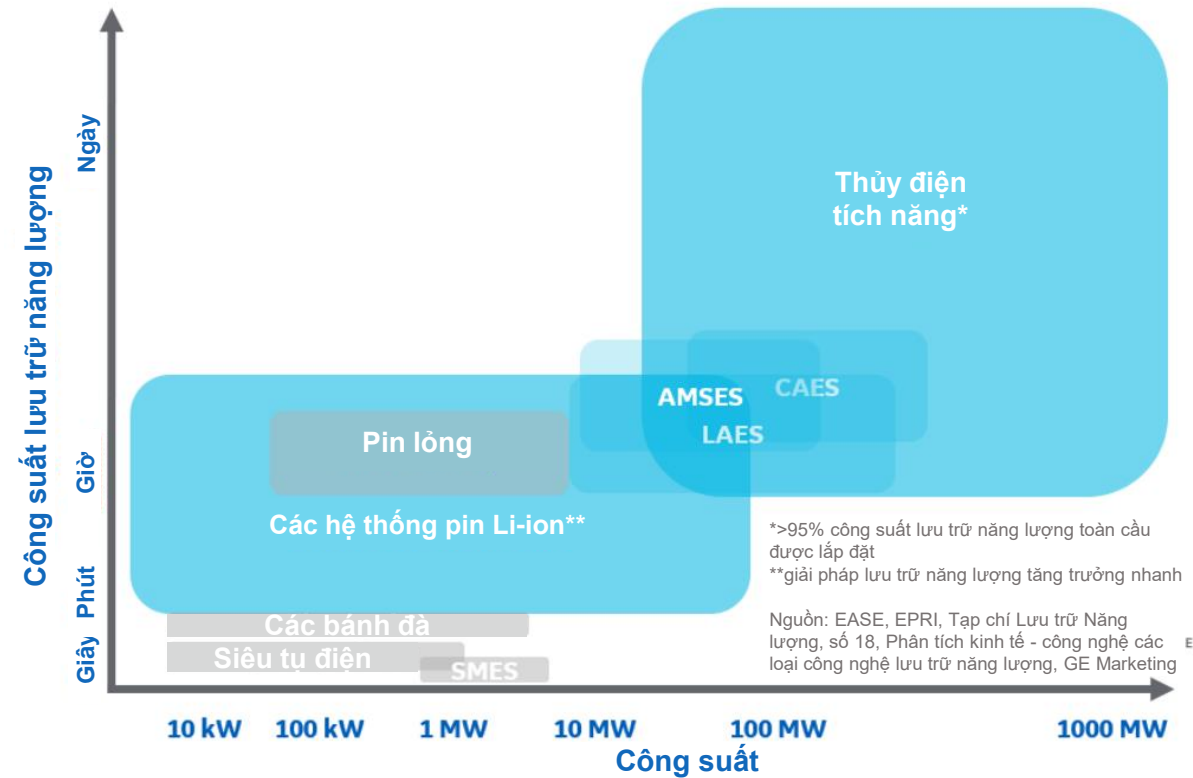 Công suất lưu trữ năng lượng
Ngày
Giờ
Phút
Giây
Thủy điện
tích năng*
AMSES
CAES
LAES
Pin lỏng
Các hệ thống pin Li-ion**
Các bánh đà
Siêu tụ điện
SMES
*>95% công suất lưu trữ năng lượng toàn cầu
được lắp đặt
**giải pháp lưu trữ năng lượng tăng trưởng nhanh
Nguồn: EASE, EPRI, Tạp chí Lưu trữ Năng
lượng, số 18, Phân tích kinh tế - công nghệ các
loại công nghệ lưu trữ năng lượng, GE Marketing
E
10 kW 100 kW 1 MW 10 MW 100 MW 1000 MW
Công suất